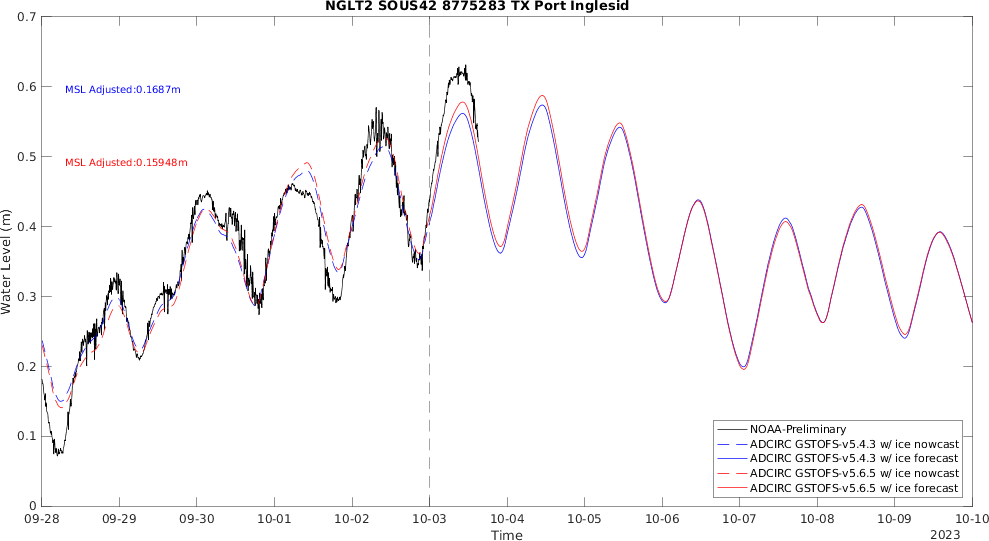 NGLT2 SOUS42 8775283 TX Port Inglesid
0.7
0.6
0.5
0.4
0.3
0.2
0.1
0
Water Level (m)
MSL Adjusted:0.1687m
MSL Adjusted:0.15948m
NOAA-Preliminary
ADCIRC GSTOFS-v5.4.3 w/ ice nowcast
ADCIRC GSTOFS-v5.4.3 w/ ice forecast
ADCIRC GSTOFS-v5.6.5 w/ ice nowcast
ADCIRC GSTOFS-v5.6.5 w/ ice forecast
09-28 09-29 09-30 10-01 10-02 10-03 10-04 10-05 10-06 10-07 10-08 10-09 10-10
Time
2023